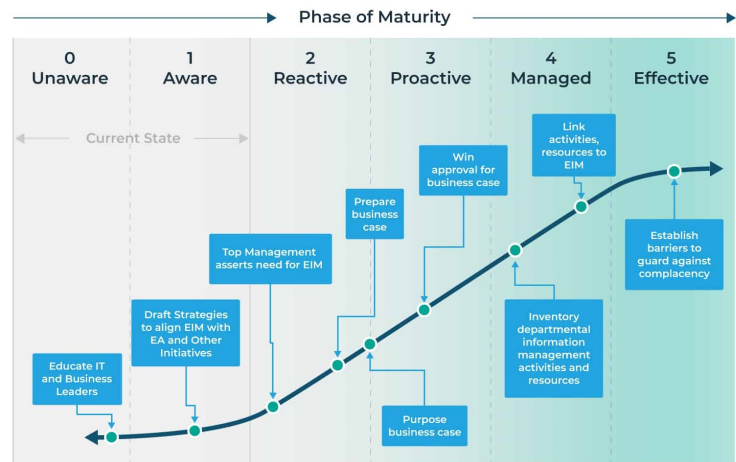 Phase of Maturity
0
Unaware
1
Aware
2
Reactive
3
Proactive
4
Managed
5
Effective
Current State
Educate IT
and Business
Leaders
Draft Strategies
to align EIM with
EA and Other
Initiatives
Top Management
asserts need for EIM
Prepare
business
case
Purpose
business case
Win
approval for
business case
Inventory
departmental
information
management
activities and
resources
Link
activities,
resources to
EIM
Establish
barriers to
guard against
complacency